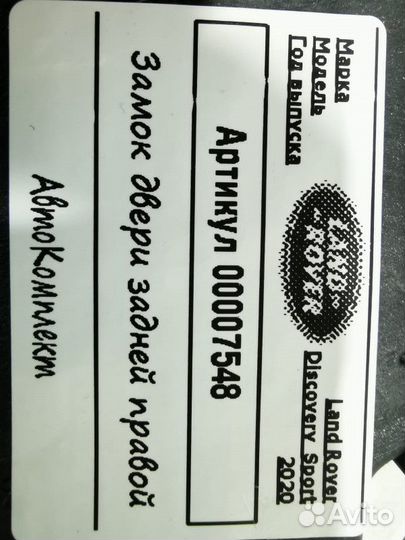 Марка Land Rover
Модель Discovery Sport
Год выпуска 2020
LAND-
ROVER
Артикул 00007548
Замок двери задней правой
АвтоКомплект
Avito